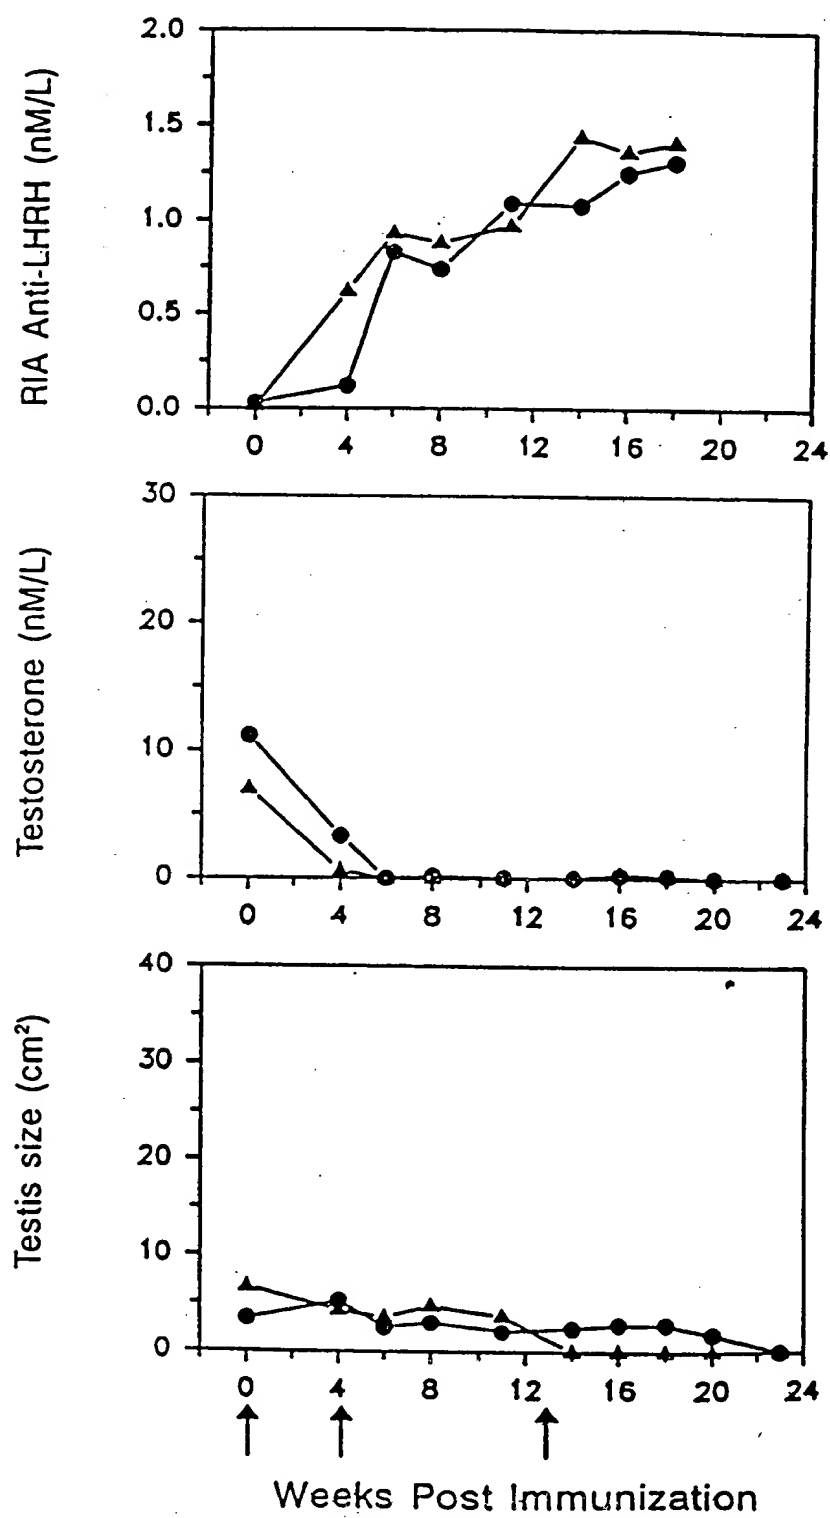 RIA Anti-LHRH (nM/L)
2.0
1.5
1.0
0.5
0.0
0 4 8 12 16 20 24
Testosterone (nM/L)
30
20
10
0
0 4 8 12 16 20 24
Testis size (cm²)
40
30
20
10
0
0 4 8 12 16 20 24
Weeks Post Immunization